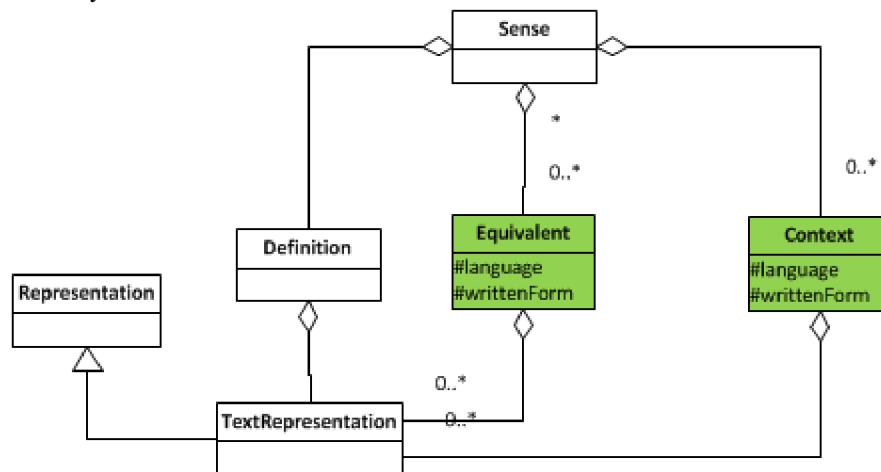 Sense
*
0..*
0..*
Definition
Equivalent
#language
#writtenForm
Context
#language
#writtenForm
Representation
0..*
0..*
TextRepresentation